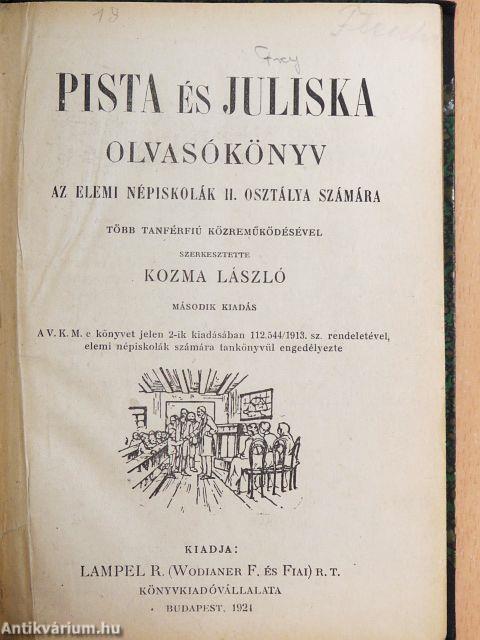 18
PISTA ÉS JULISKA
OLVASÓKÖNYV
AZ ELEMI NÉPISKOLÁK II. OSZTÁLYA SZÁMÁRA
TÖBB TANFÉRFIÚ KÖZREMŰKÖDÉSÉVEL
SZERKESZTETTE
KOZMA LÁSZLÓ
MÁSODIK KIADÁS
A V. K. M. e könyvet jelen 2-ik kiadásában 112.544/1913. sz. rendeletével,
elemi népiskolák számára tankönyvül engedélyezte
KIADJA:
LAMPEL R. (WODIANER F. ÉS FIAI) R. T.
KÖNYVKIADÓVÁLLALATA
BUDAPEST, 1921
Antikvárium.hu